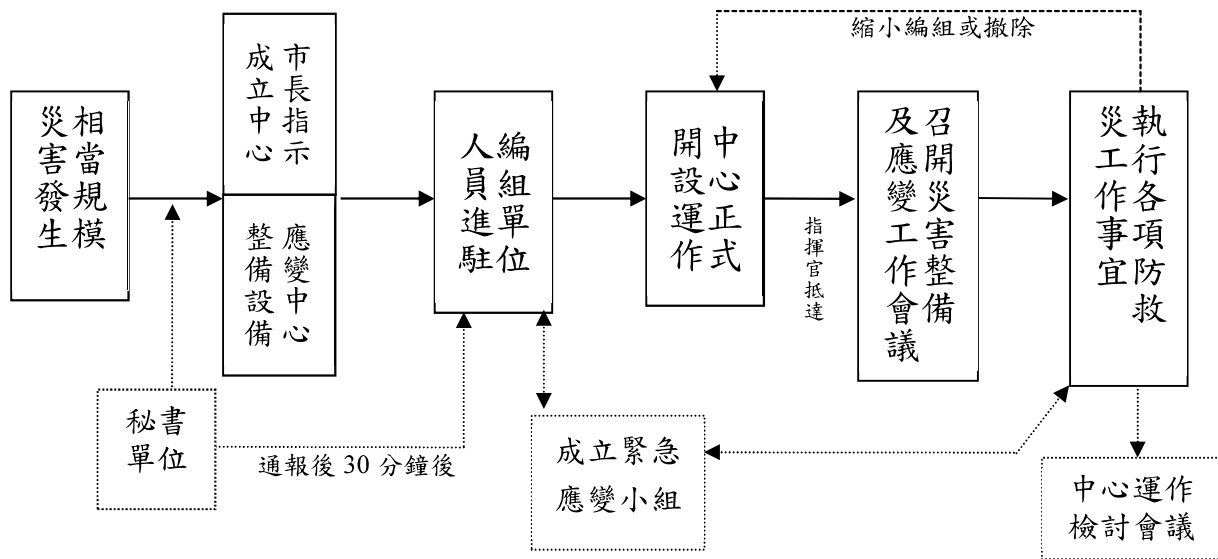 相當規模
災害發生
市長指示
成立中心
應變中心
整備設備
編組單位
人員進駐
中心正式
開設運作
指揮官抵達
召開災害整備
及應變工作會議
執行各項防救
災工作事宜
縮小編組或撤除
秘書
單位
通報後 30 分鐘後
成立緊急
應變小組
中心運作
檢討會議